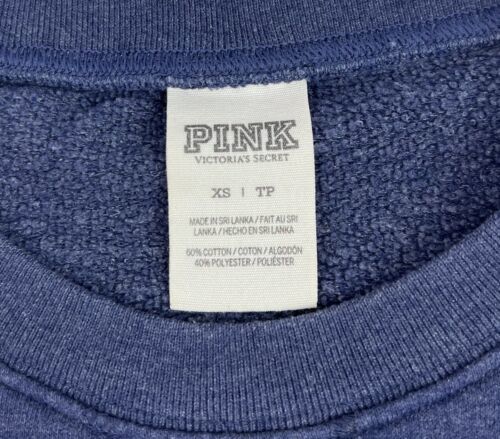 PINK
VICTORIA'S SECRET
XS | TP
MADE IN SRI LANKA / FAIT AU SRI
LANKA / HECHO EN SRI LANKA
60% COTTON / COTON / ALGODÓN
40% POLYESTER / POLIÉSTER